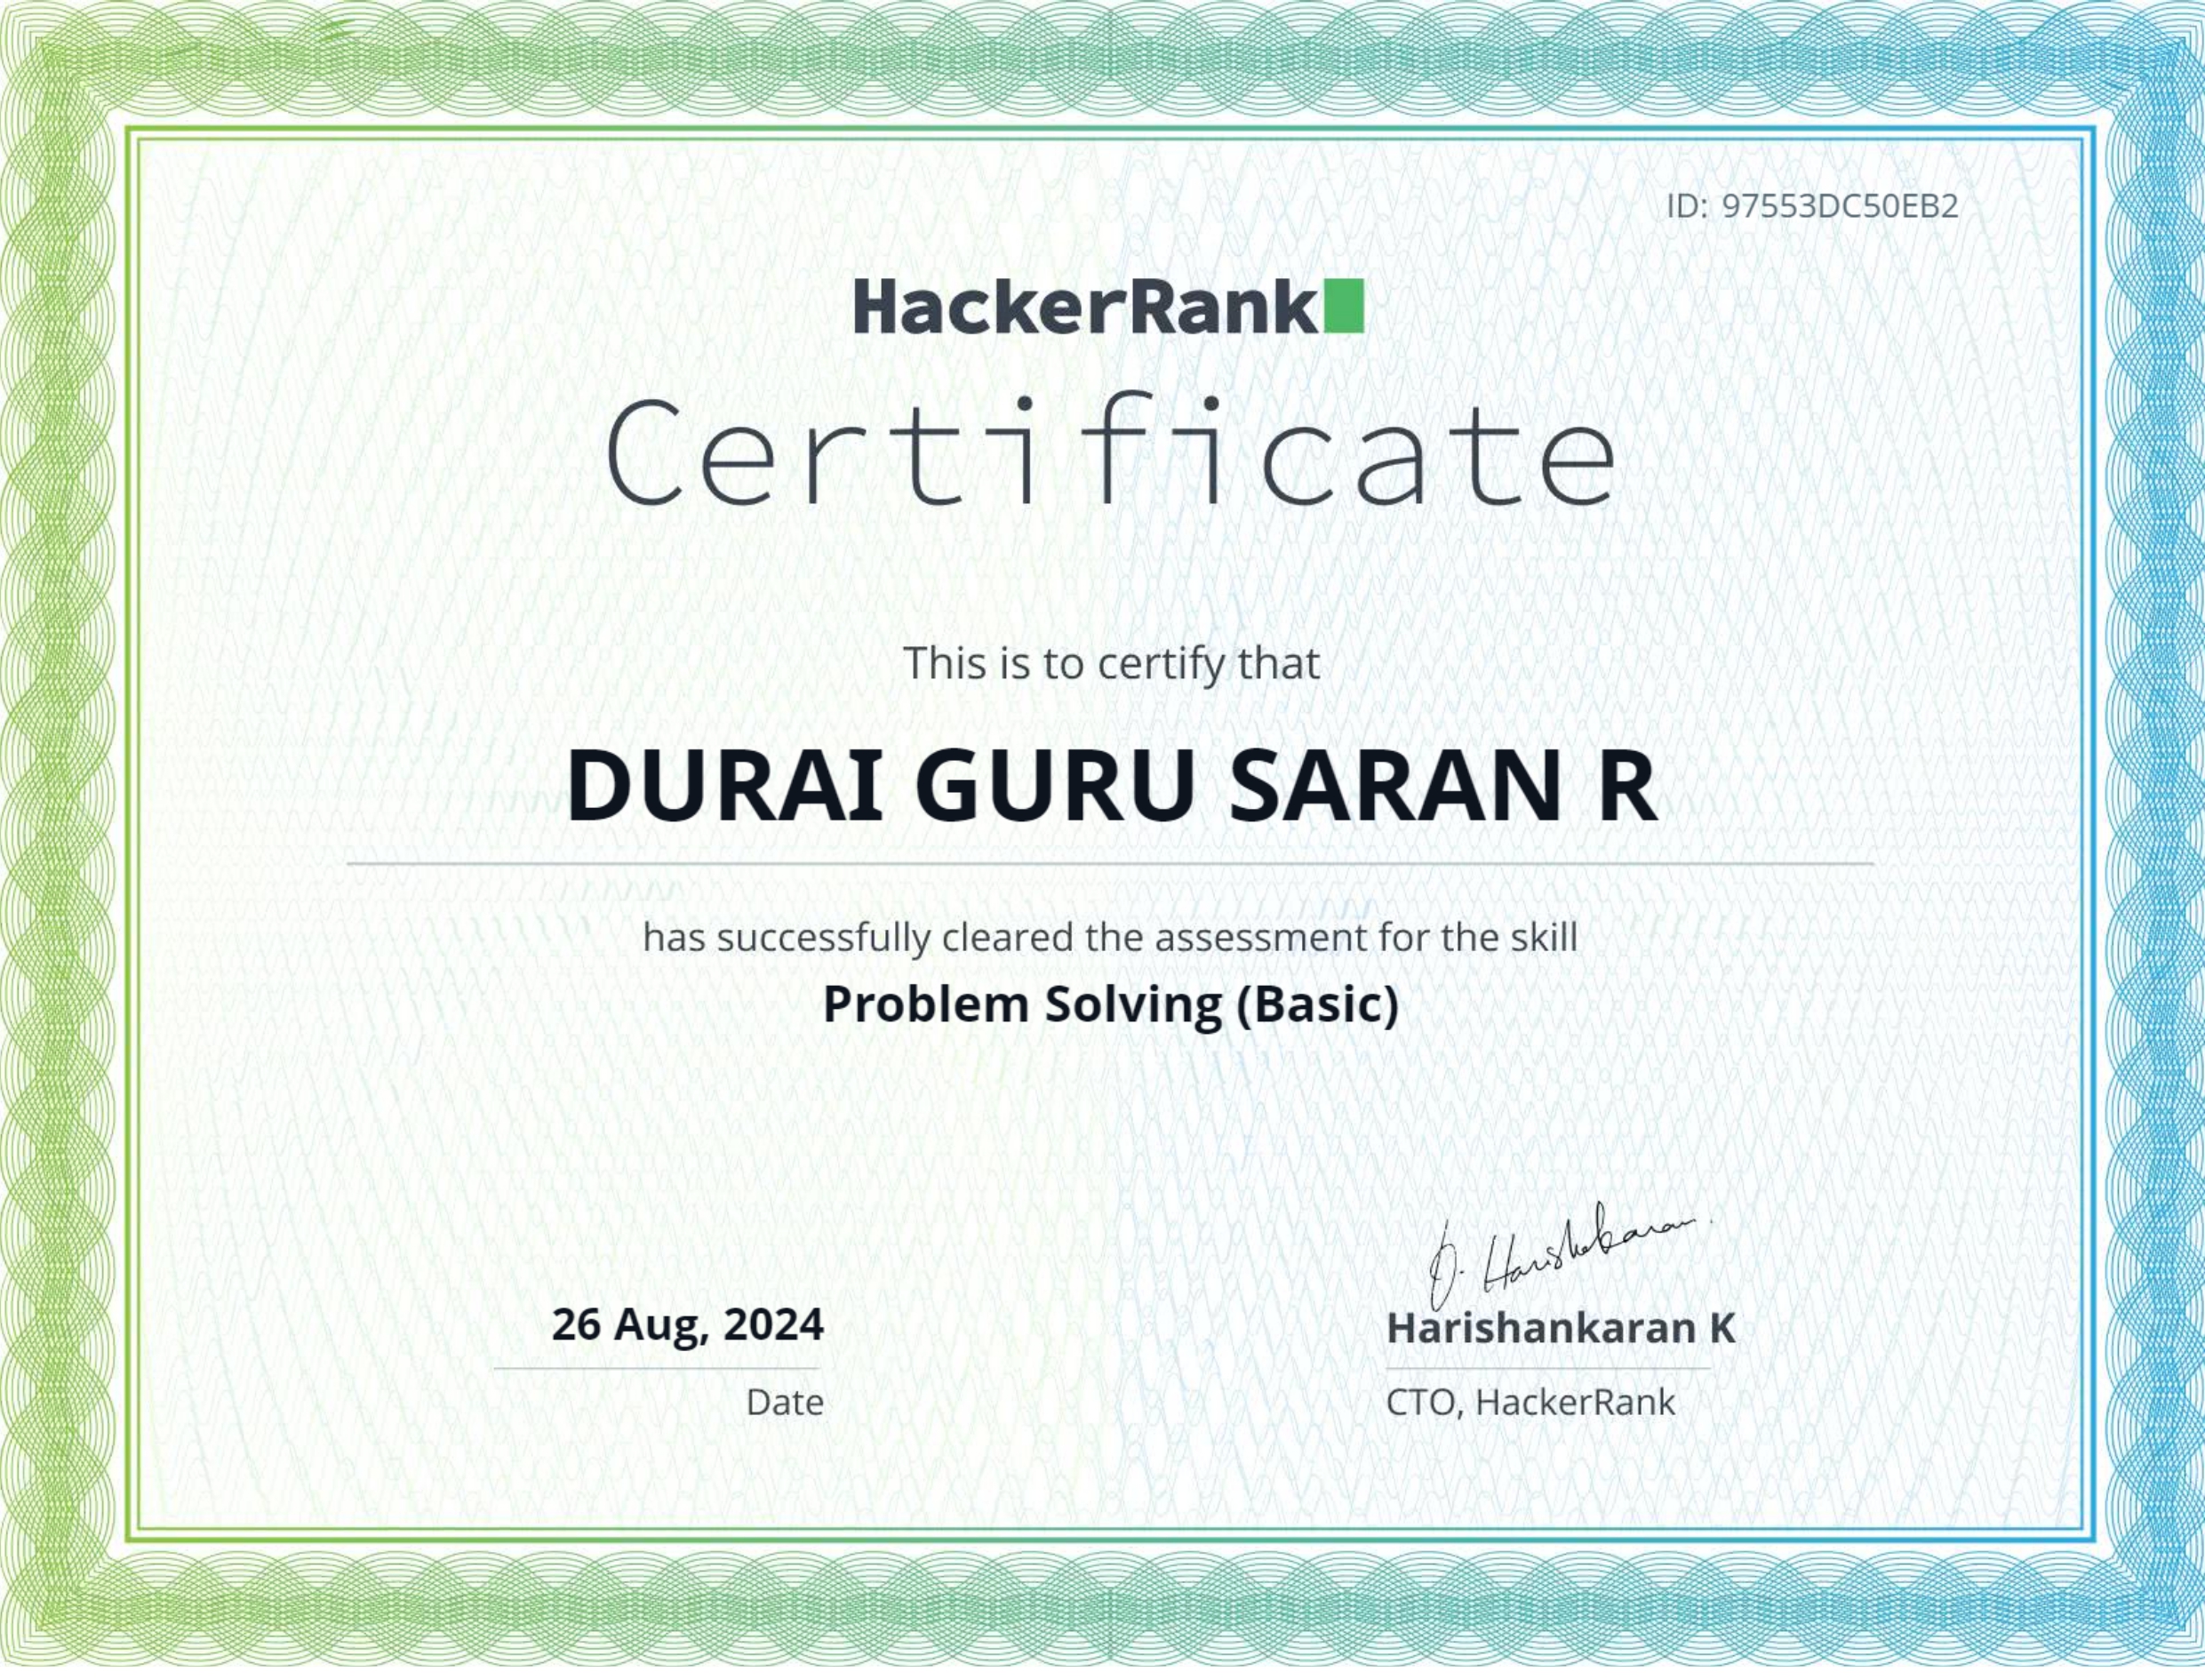 ID: 97553DC50EB2
HackerRank
Certificate
This is to certify that
DURAI GURU SARAN R
has successfully cleared the assessment for the skill
Problem Solving (Basic)
26 Aug, 2024
Date
Harishankaran K
CTO, HackerRank